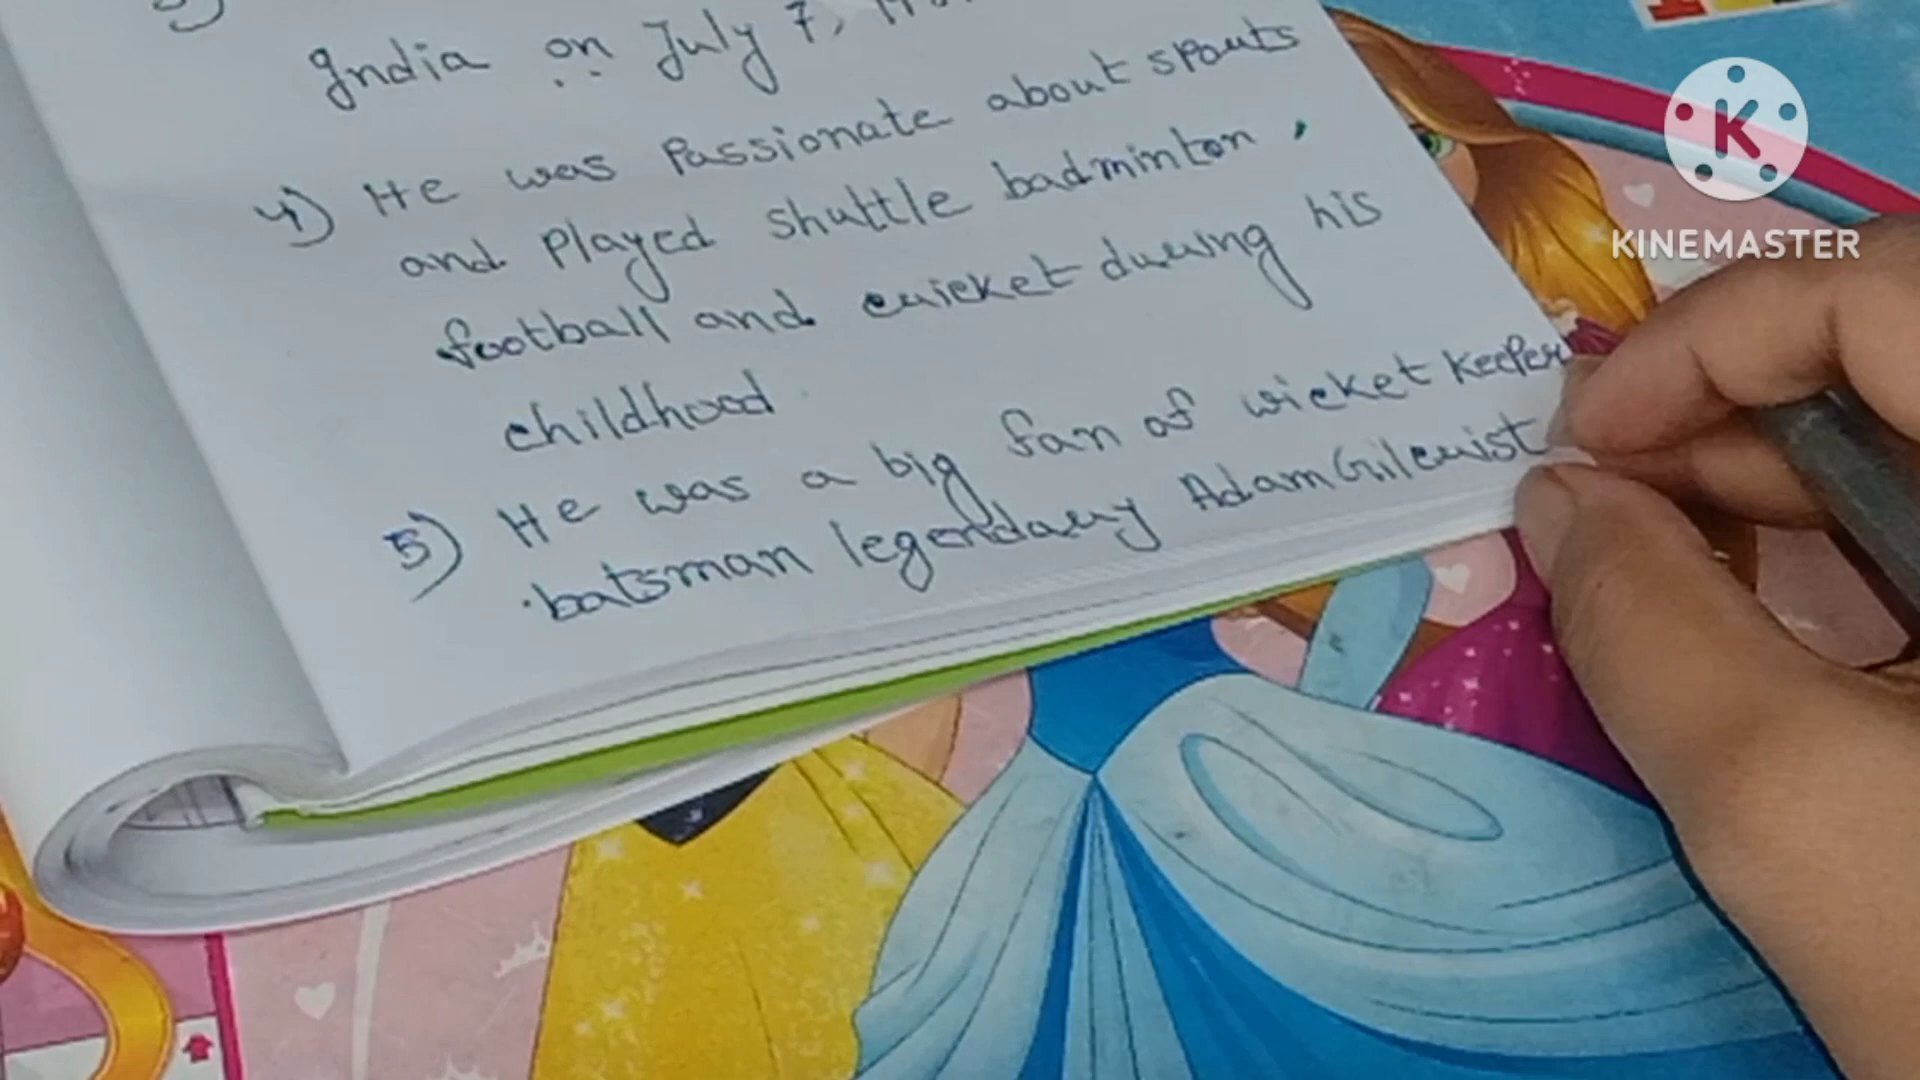 India on July 7,
4) He was Passionate about sports
and Played shuttle badminton,
football and cricket during his
childhood
5) He was a big fan of wicket keeper
batsman legendary Adam Gilcrist
K
KINEMASTER